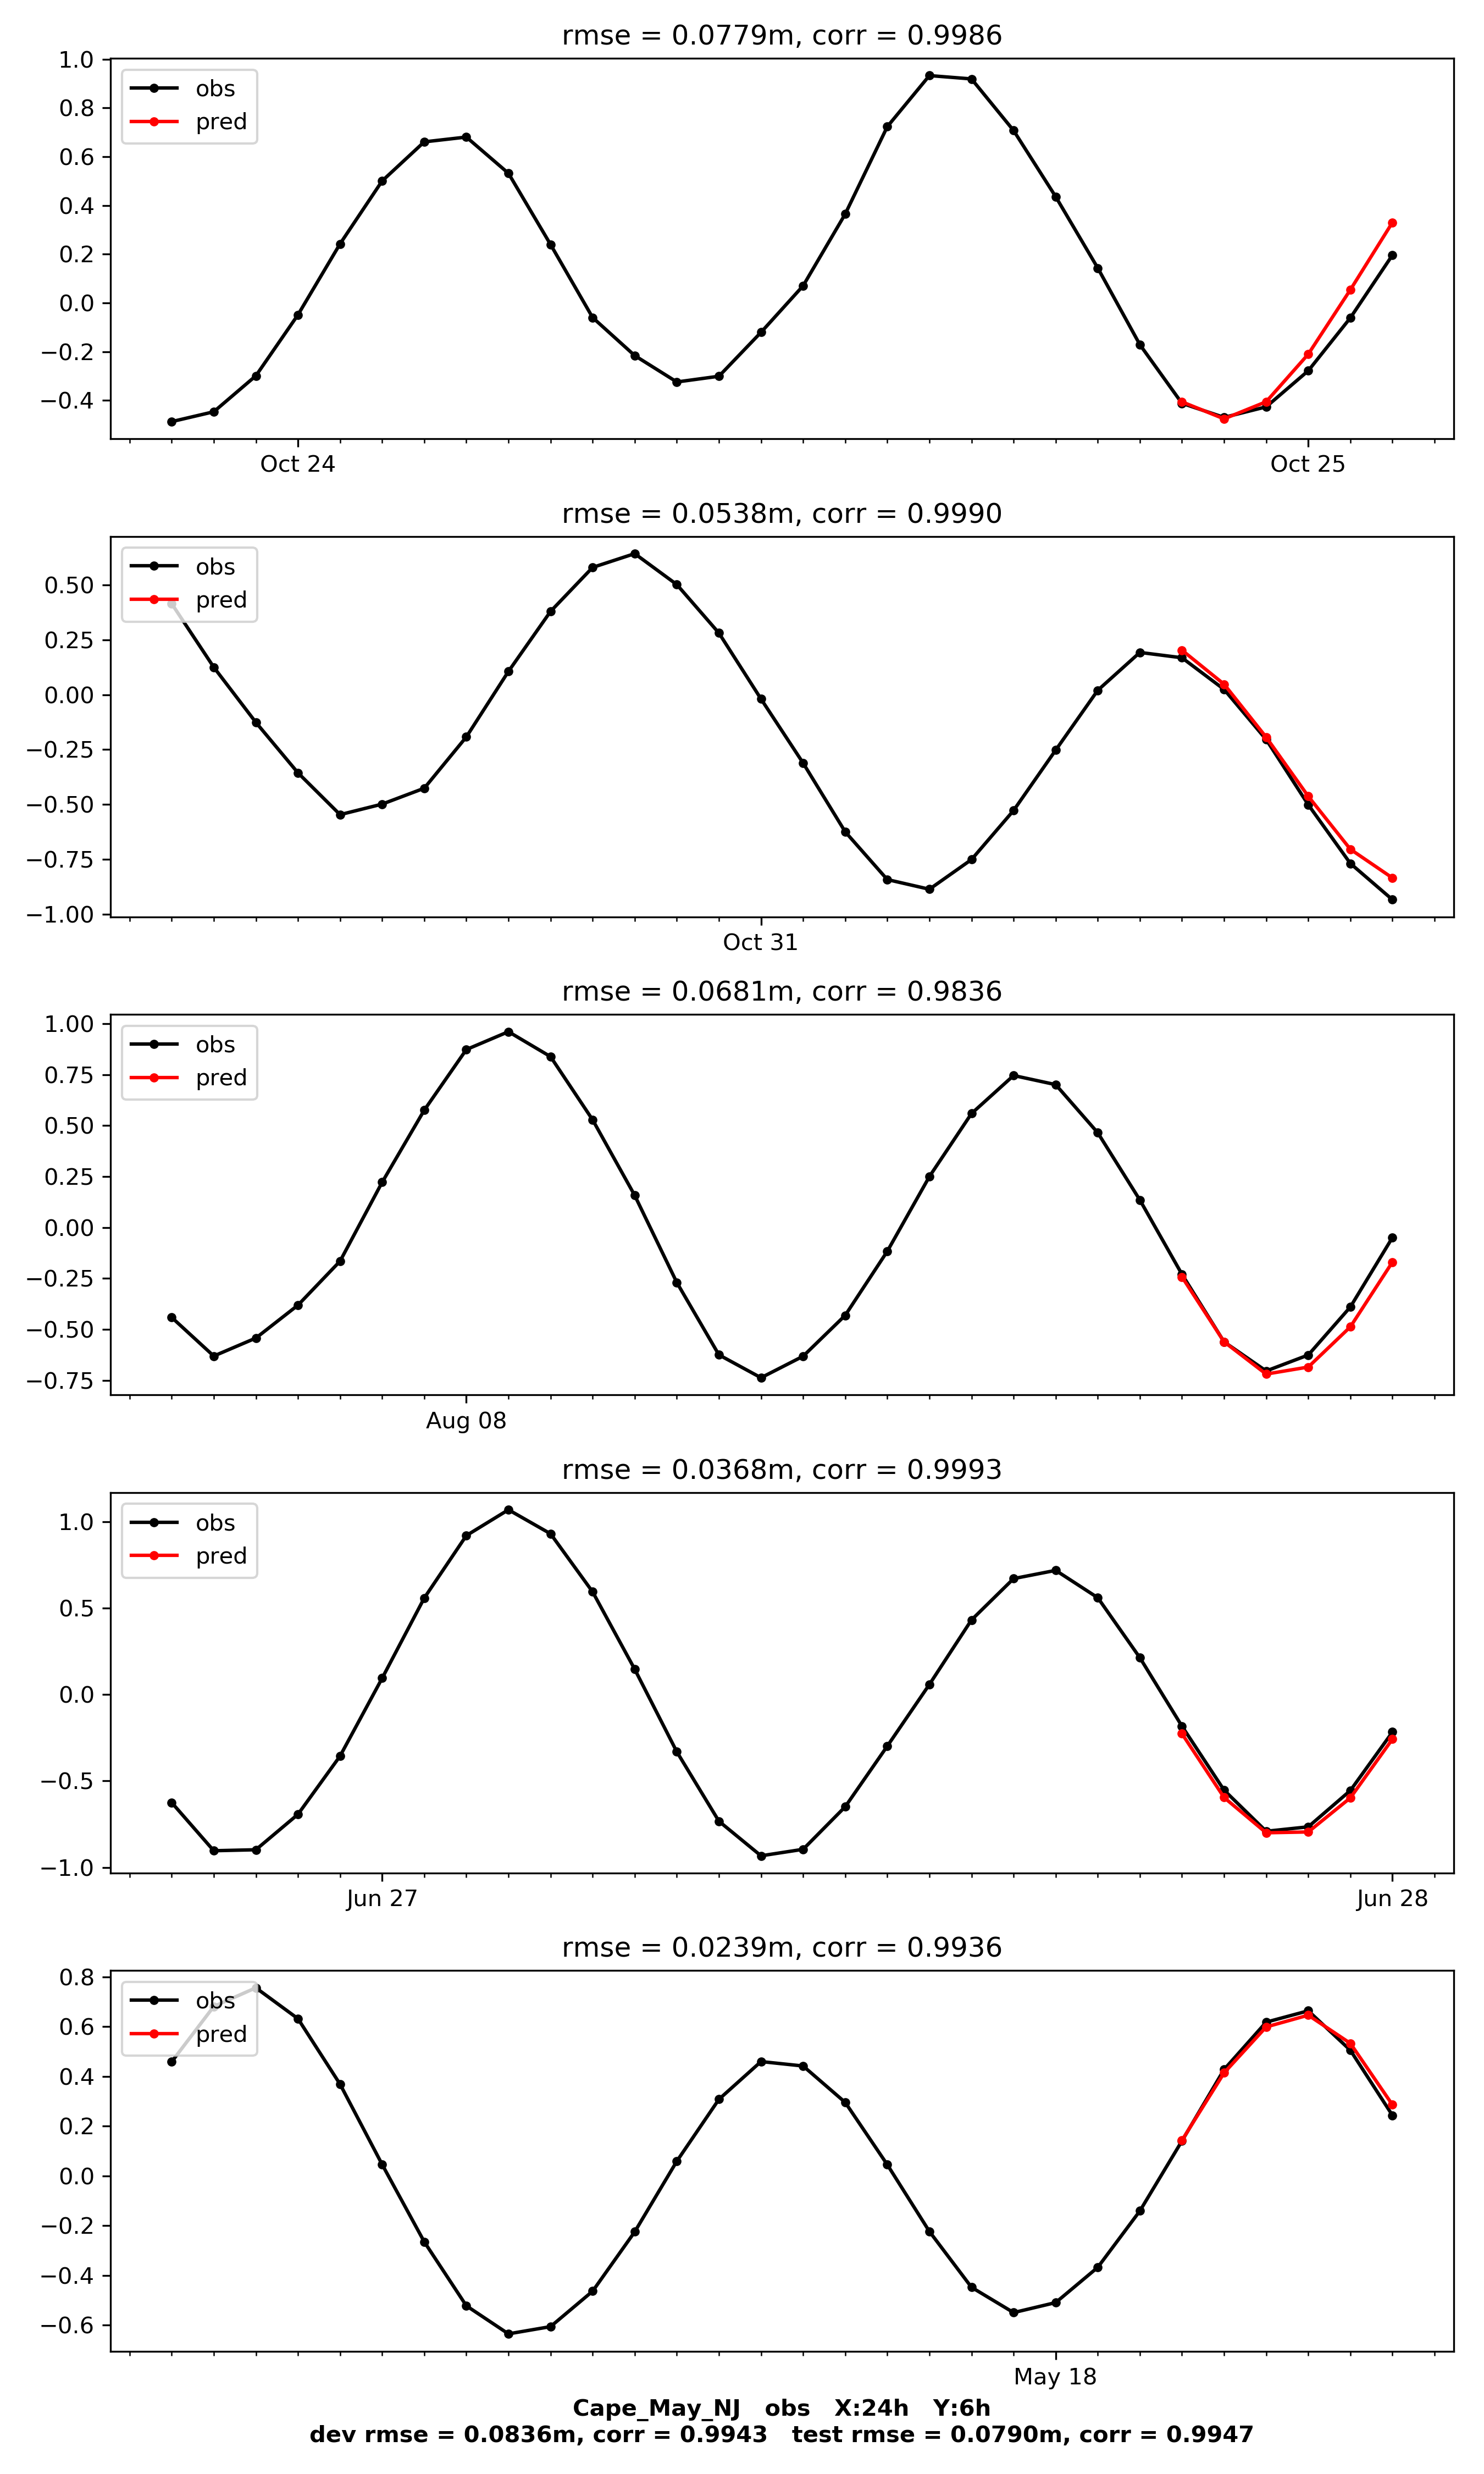 rmse = 0.0779m, corr = 0.9986
1.0
obs
pred
0.8
0.6
0.4
0.2
0.0
−0.2
−0.4
Oct 24 Oct 25
rmse = 0.0538m, corr = 0.9990
obs
pred
0.50
0.25
0.00
−0.25
−0.50
−0.75
−1.00
Oct 31
rmse = 0.0681m, corr = 0.9836
1.00
obs
pred
0.75
0.50
0.25
0.00
−0.25
−0.50
−0.75
Aug 08
rmse = 0.0368m, corr = 0.9993
obs
pred
1.0
0.5
0.0
−0.5
−1.0
Jun 27 Jun 28
rmse = 0.0239m, corr = 0.9936
0.8
obs
pred
0.6
0.4
0.2
0.0
−0.2
−0.4
−0.6
May 18
Cape_May_NJ obs X:24h Y:6h
dev rmse = 0.0836m, corr = 0.9943 test rmse = 0.0790m, corr = 0.9947